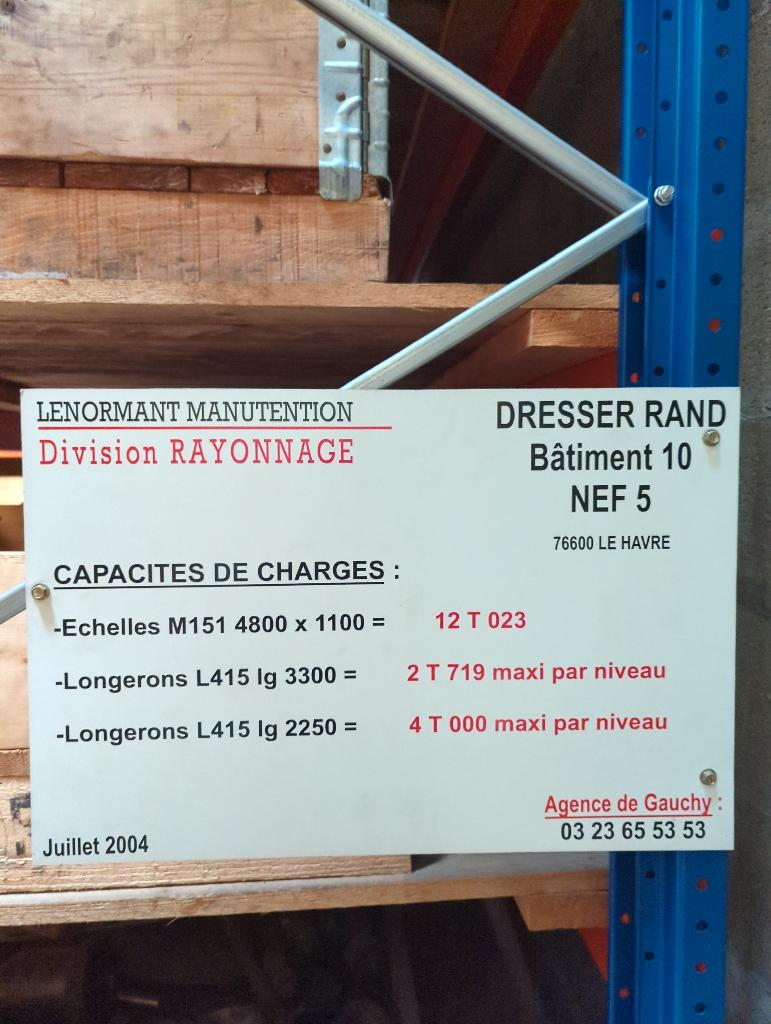 LENORMANT MANUTENTION
Division RAYONNAGE
DRESSER RAND
Bâtiment 10
NEF 5
76600 LE HAVRE
CAPACITES DE CHARGES :
-Echelles M151 4800 x 1100 = 12 T 023
-Longerons L415 lg 3300 = 2 T 719 maxi par niveau
-Longerons L415 lg 2250 = 4 T 000 maxi par niveau
Agence de Gauchy :
03 23 65 53 53
Juillet 2004